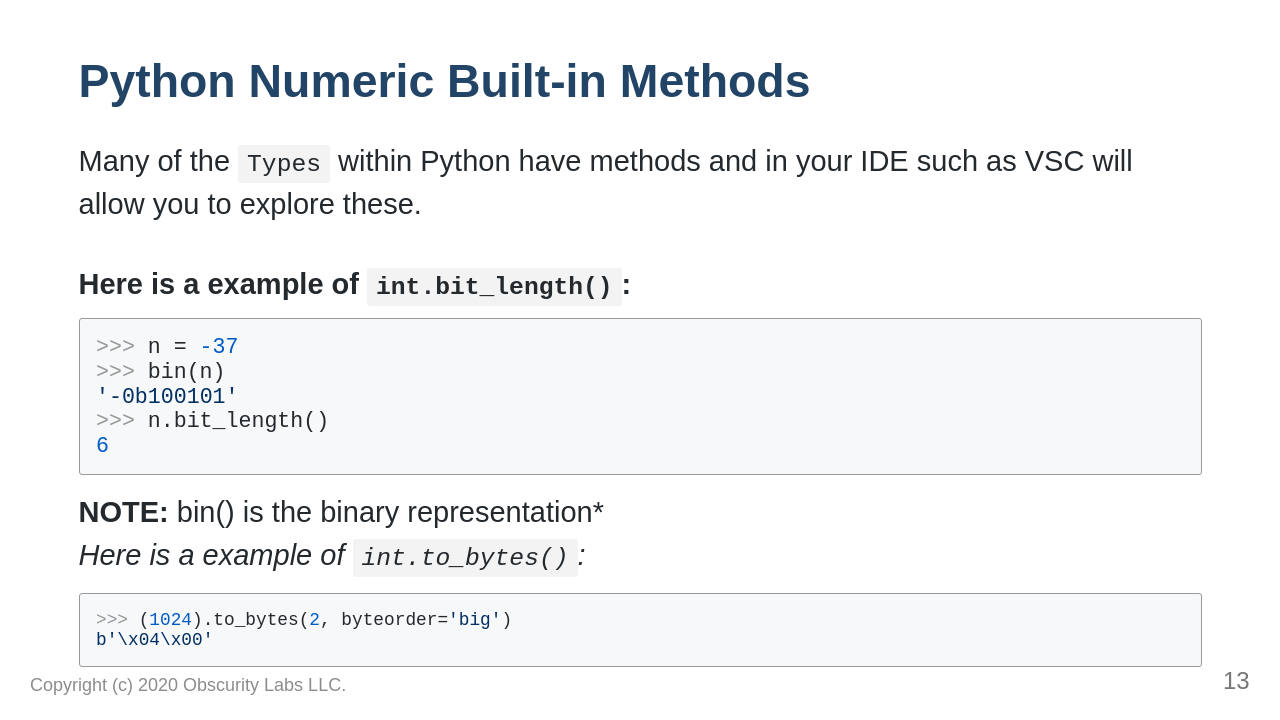 Python Numeric Built-in Methods
Many of the Types within Python have methods and in your IDE such as VSC will
allow you to explore these.
Here is a example of int.bit_length():
>>> n = -37
>>> bin(n)
'-0b100101'
>>> n.bit_length()
6
NOTE: bin() is the binary representation*
Here is a example of int.to_bytes():
>>> (1024).to_bytes(2, byteorder='big')
b'\x04\x00'
Copyright (c) 2020 Obscurity Labs LLC.
13